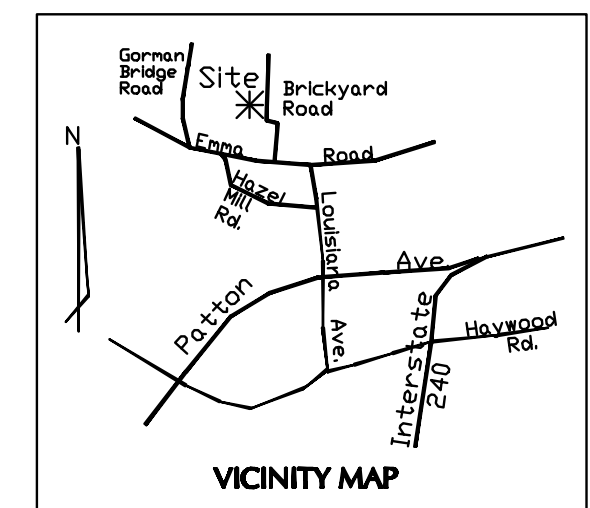 Gorman
Bridge
Road
Site
Brickyard
Road
N
Emma Road
Hazel
Mill
Rd.
Louisiana Ave.
Patton Ave.
Interstate
240
Haywood
Rd.
VICINITY MAP